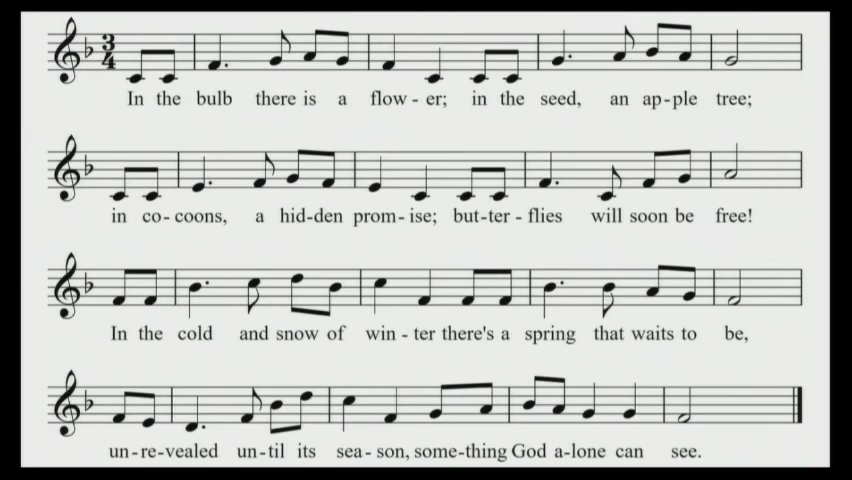 3
4
In the bulb there is a flow - er; in the seed, an ap - ple tree;
in co - coons, a hid - den prom - ise; but - ter - flies will soon be free!
In the cold and snow of win - ter there's a spring that waits to be,
un - re - vealed un - til its sea - son, some - thing God a - lone can see.